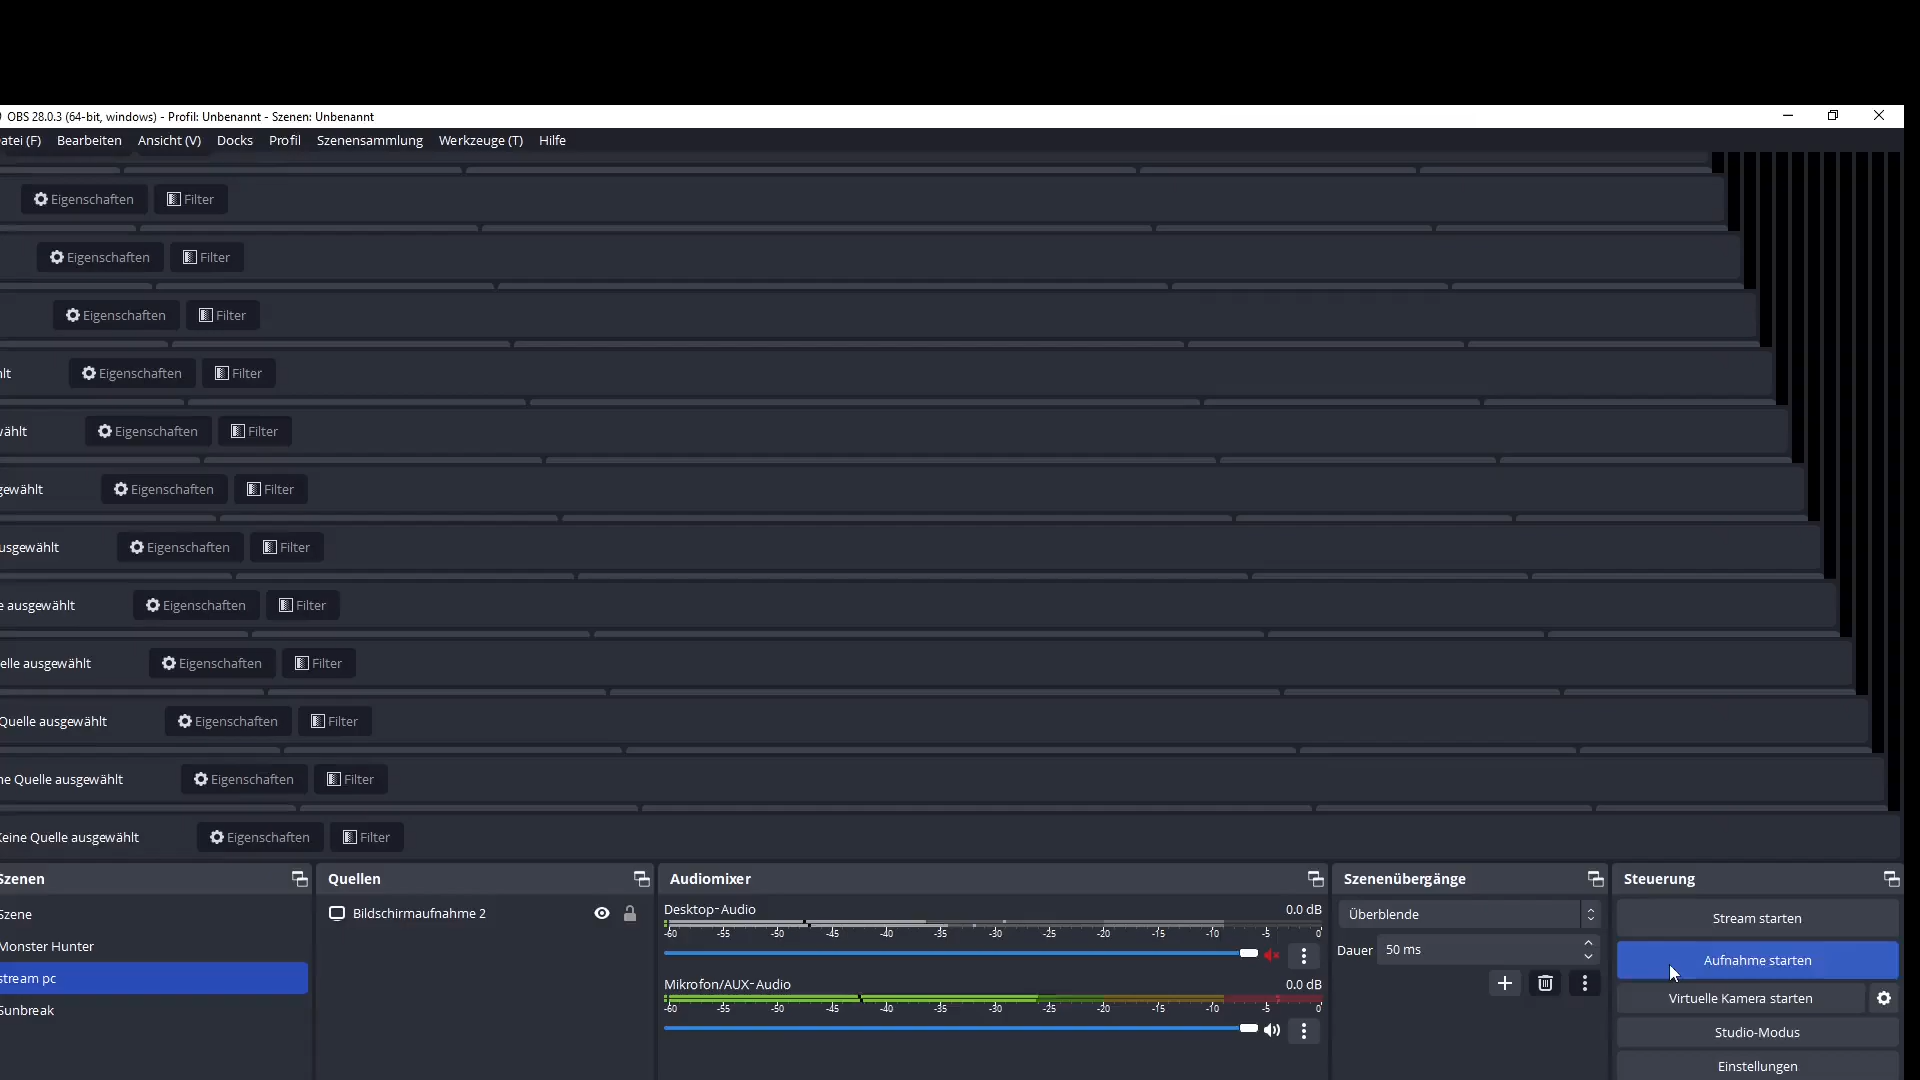 OBS 28.0.3 (64-bit, windows) - Profil: Unbenannt - Szenen: Unbenannt
atei (F) Bearbeiten Ansicht (V) Docks Profil Szenensammlung Werkzeuge (T) Hilfe
Eigenschaften Filter
Eigenschaften Filter
Eigenschaften Filter
hlt Eigenschaften Filter
vählt Eigenschaften Filter
gewählt Eigenschaften Filter
usgewählt Eigenschaften Filter
e ausgewählt Eigenschaften Filter
elle ausgewählt Eigenschaften Filter
Quelle ausgewählt Eigenschaften Filter
ne Quelle ausgewählt Eigenschaften Filter
Keine Quelle ausgewählt Eigenschaften Filter
Szenen
Szene
Monster Hunter
stream pc
Sunbreak
Quellen
Bildschirmaufnahme 2
Audiomixer
Desktop-Audio 0.0 dB
-60 -55 -50 -45 -40 -35 -30 -25 -20 -15 -10 -5 0
Mikrofon/AUX-Audio 0.0 dB
-60 -55 -50 -45 -40 -35 -30 -25 -20 -15 -10 -5 0
Szenenübergänge
Überblende
Dauer 50 ms
Steuerung
Stream starten
Aufnahme starten
Virtuelle Kamera starten
Studio-Modus
Einstellungen